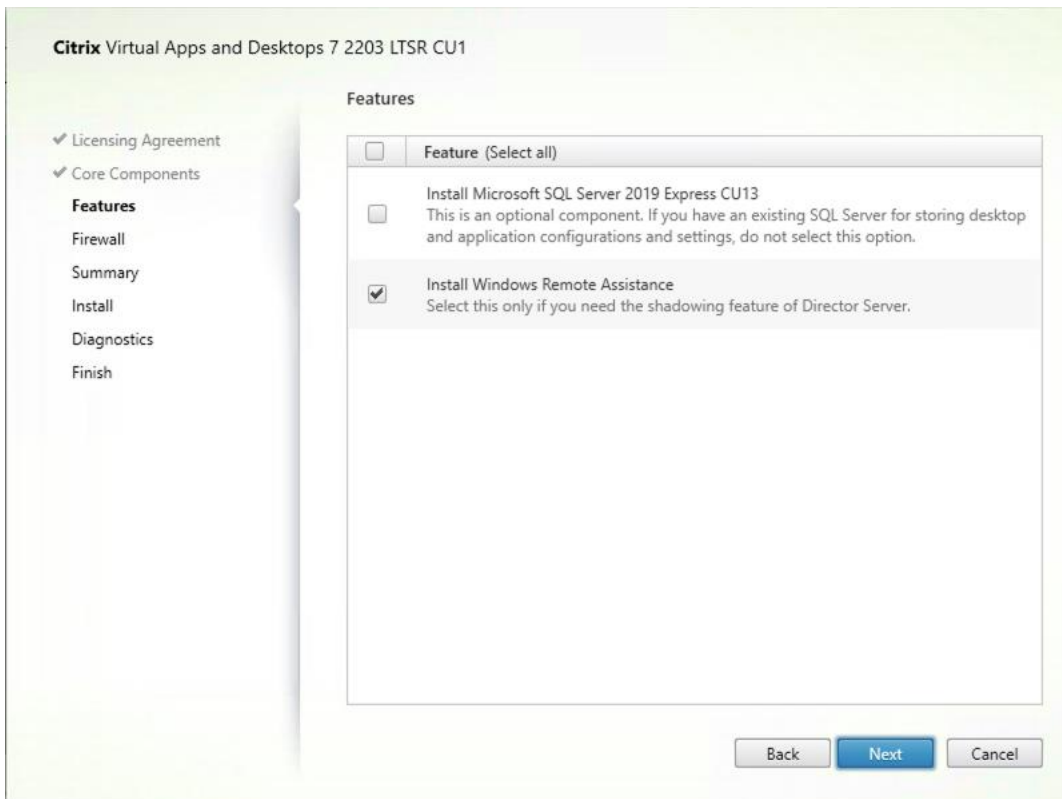 Citrix Virtual Apps and Desktops 7 2203 LTSR CU1
Licensing Agreement
Core Components
Features
Firewall
Summary
Install
Diagnostics
Finish
Features
Feature (Select all)
Install Microsoft SQL Server 2019 Express CU13
This is an optional component. If you have an existing SQL Server for storing desktop
and application configurations and settings, do not select this option.
Install Windows Remote Assistance
Select this only if you need the shadowing feature of Director Server.
Back
Next
Cancel